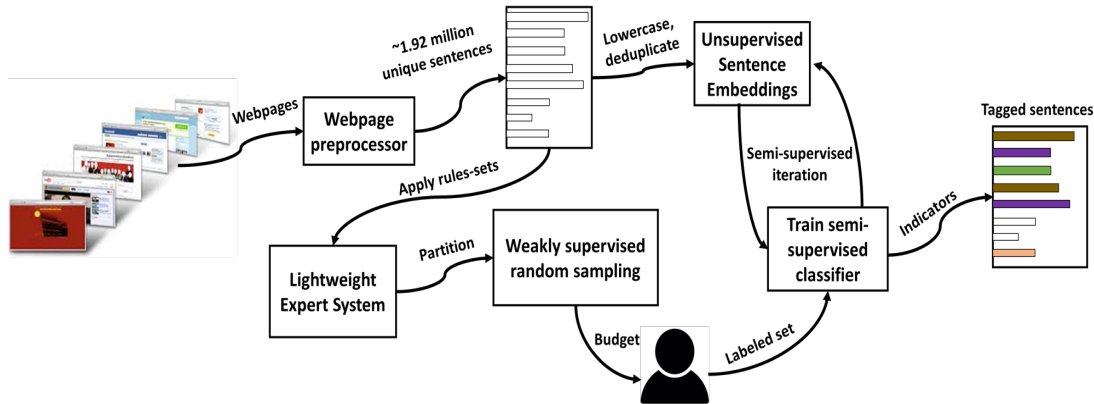 Webpages
Webpage
preprocessor
~1.92 million
unique sentences
Lowercase,
deduplicate
Unsupervised
Sentence
Embeddings
Semi-supervised
iteration
Tagged sentences
Apply rules-sets
Lightweight
Expert System
Partition
Weakly supervised
random sampling
Budget
Labeled set
Train semi-
supervised
classifier
Indicators